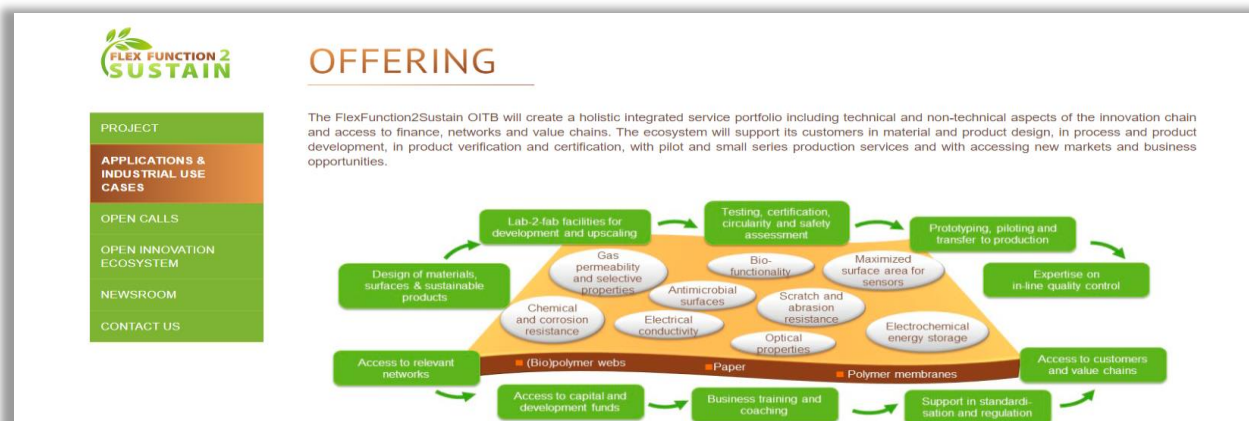 FLEX FUNCTION 2
SUSTAIN
OFFERING
PROJECT
APPLICATIONS &
INDUSTRIAL USE
CASES
OPEN CALLS
OPEN INNOVATION
ECOSYSTEM
NEWSROOM
CONTACT US
The FlexFunction2Sustain OITB will create a holistic integrated service portfolio including technical and non-technical aspects of the innovation chain
and access to finance, networks and value chains. The ecosystem will support its customers in material and product design, in process and product
development, in product verification and certification, with pilot and small series production services and with accessing new markets and business
opportunities.
Design of materials,
surfaces & sustainable
products
Lab-2-fab facilities for
development and upscaling
Testing, certification,
circularity and safety
assessment
Prototyping, piloting and
transfer to production
Expertise on
in-line quality control
Gas
permeability
and selective
properties
Bio-
functionality
Maximized
surface area for
sensors
Antimicrobial
surfaces
Scratch and
abrasion
resistance
Chemical
and corrosion
resistance
Electrical
conductivity
Optical
properties
Electrochemical
energy storage
(Bio)polymer webs
Paper
Polymer membranes
Access to relevant
networks
Access to capital and
development funds
Business training and
coaching
Support in standardi-
sation and regulation
Access to customers
and value chains